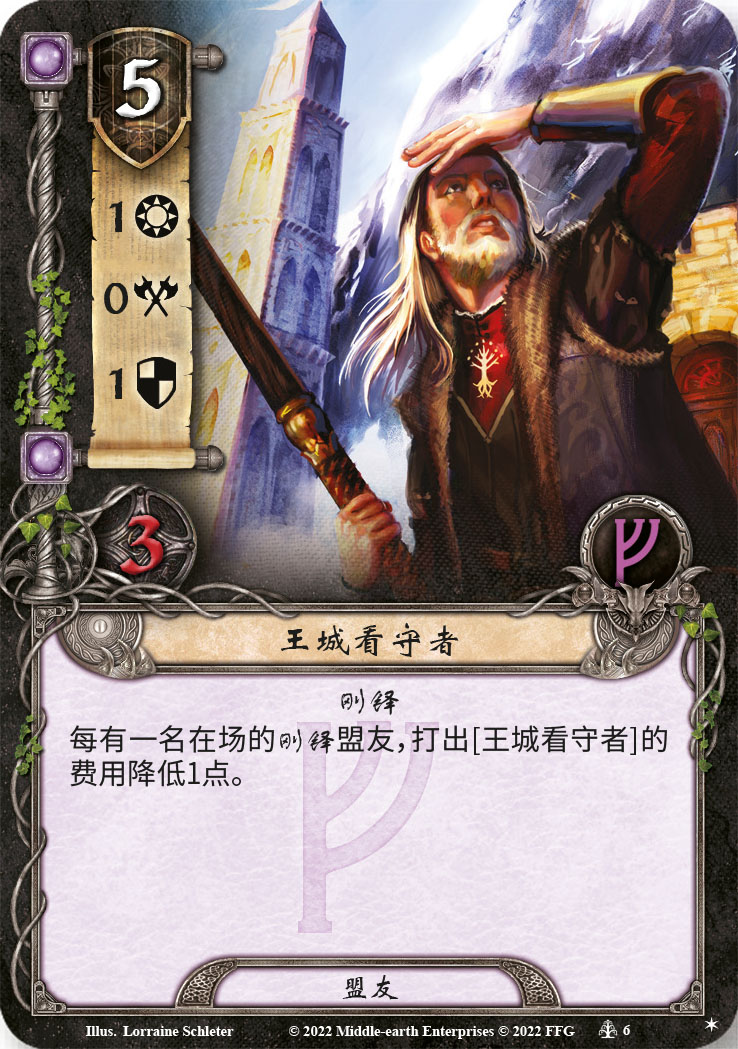 5
1
0
1
3
王城看守者
刚铎
每有一名在场的刚铎盟友，打出[王城看守者]的
费用降低1点。
盟友
Illus. Lorraine Schleter © 2022 Middle-earth Enterprises © 2022 FFG 6